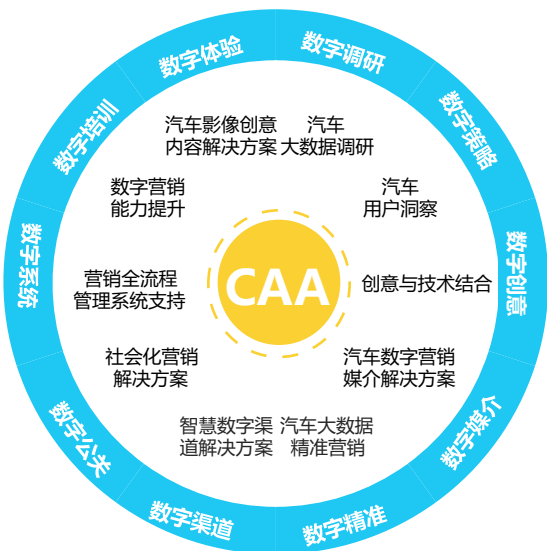 数字体验
数字调研
数字策略
数字创意
数字媒介
数字精准
数字渠道
数字公关
数字系统
数字培训
汽车影像创意
内容解决方案
汽车
大数据调研
汽车
用户洞察
创意与技术结合
汽车数字营销
媒介解决方案
汽车大数据
精准营销
智慧数字渠
道解决方案
社会化营销
解决方案
营销全流程
管理系统支持
数字营销
能力提升
CAA